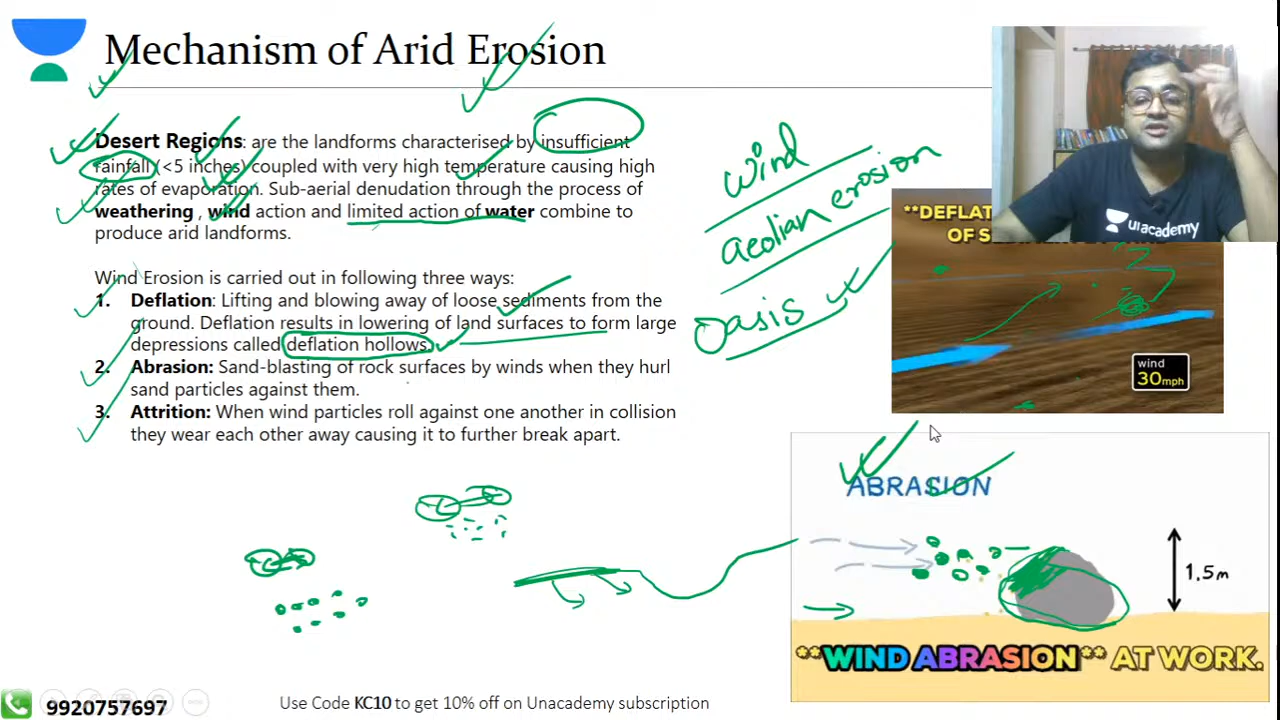 Mechanism of Arid Erosion
Desert Regions: are the landforms characterised by insufficient
rainfall (<5 inches) coupled with very high temperature causing high
rates of evaporation. Sub-aerial denudation through the process of
weathering , wind action and limited action of water combine to
produce arid landforms.
Wind Erosion is carried out in following three ways:
1. Deflation: Lifting and blowing away of loose sediments from the
ground. Deflation results in lowering of land surfaces to form large
depressions called deflation hollows.
2. Abrasion: Sand-blasting of rock surfaces by winds when they hurl
sand particles against them.
3. Attrition: When wind particles roll against one another in collision
they wear each other away causing it to further break apart.
wind
aeolian erosion
Oasis
unacademy
**DEFLAT
OF S
wind
30mph
ABRASION
1.5m
**WIND ABRASION** AT WORK.
9920757697
Use Code KC10 to get 10% off on Unacademy subscription